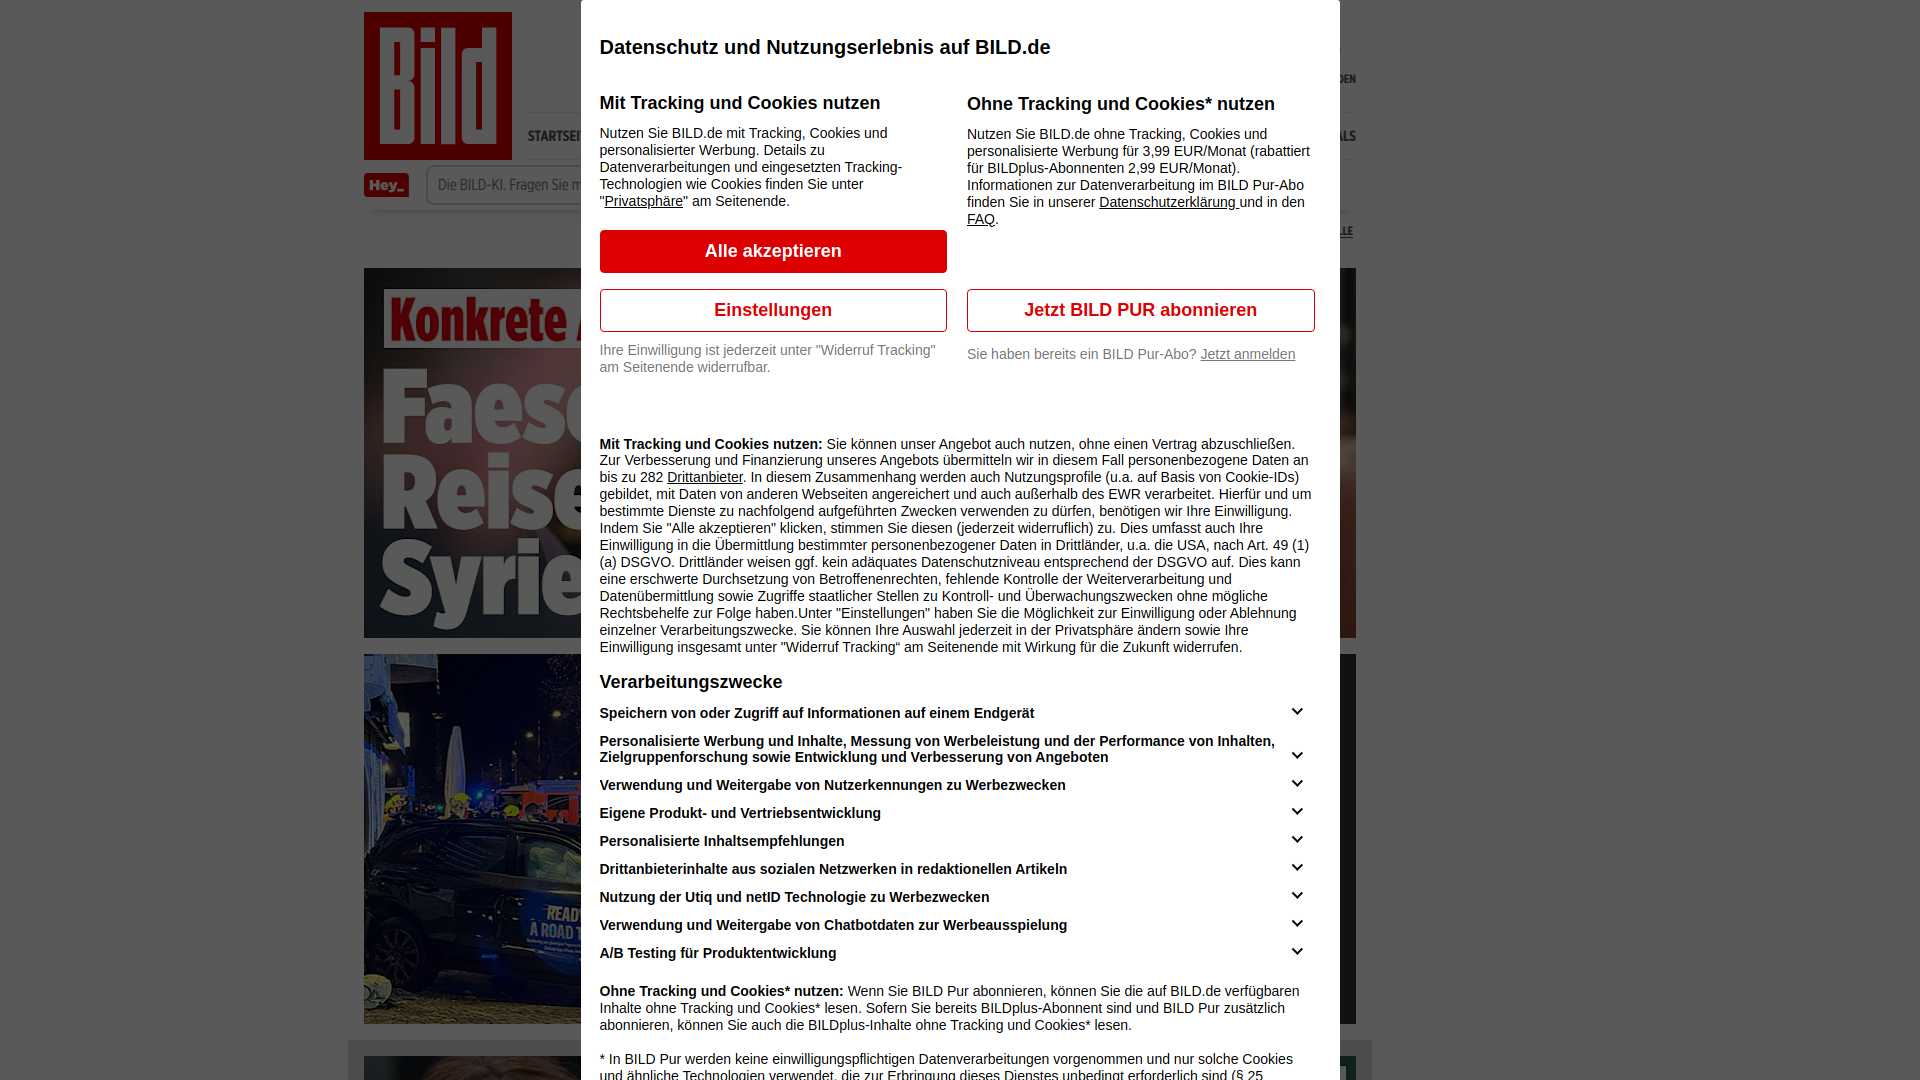 Datenschutz und Nutzungserlebnis auf BILD.de
Mit Tracking und Cookies nutzen
Nutzen Sie BILD.de mit Tracking, Cookies und
personalisierter Werbung. Details zu
Datenverarbeitungen und eingesetzten Tracking-
Technologien wie Cookies finden Sie unter
"Privatsphäre" am Seitenende.
Alle akzeptieren
Einstellungen
Ihre Einwilligung ist jederzeit unter "Widerruf Tracking"
am Seitenende widerrufbar.
Ohne Tracking und Cookies* nutzen
Nutzen Sie BILD.de ohne Tracking, Cookies und
personalisierte Werbung für 3,99 EUR/Monat (rabattiert
für BILDplus-Abonnenten 2,99 EUR/Monat).
Informationen zur Datenverarbeitung im BILD Pur-Abo
finden Sie in unserer Datenschutzerklärung und in den
FAQ.
Jetzt BILD PUR abonnieren
Sie haben bereits ein BILD Pur-Abo? Jetzt anmelden
Mit Tracking und Cookies nutzen: Sie können unser Angebot auch nutzen, ohne einen Vertrag abzuschließen.
Zur Verbesserung und Finanzierung unseres Angebots übermitteln wir in diesem Fall personenbezogene Daten an
bis zu 282 Drittanbieter. In diesem Zusammenhang werden auch Nutzungsprofile (u.a. auf Basis von Cookie-IDs)
gebildet, mit Daten von anderen Webseiten angereichert und auch außerhalb des EWR verarbeitet. Hierfür und um
bestimmte Dienste zu nachfolgend aufgeführten Zwecken verwenden zu dürfen, benötigen wir Ihre Einwilligung.
Indem Sie "Alle akzeptieren" klicken, stimmen Sie diesen (jederzeit widerruflich) zu. Dies umfasst auch Ihre
Einwilligung in die Übermittlung bestimmter personenbezogener Daten in Drittländer, u.a. die USA, nach Art. 49 (1)
(a) DSGVO. Drittländer weisen ggf. kein adäquates Datenschutzniveau entsprechend der DSGVO auf. Dies kann
eine erschwerte Durchsetzung von Betroffenenrechten, fehlende Kontrolle der Weiterverarbeitung und
Datenübermittlung sowie Zugriffe staatlicher Stellen zu Kontroll- und Überwachungszwecken ohne mögliche
Rechtsbehelfe zur Folge haben.Unter "Einstellungen" haben Sie die Möglichkeit zur Einwilligung oder Ablehnung
einzelner Verarbeitungszwecke. Sie können Ihre Auswahl jederzeit in der Privatsphäre ändern sowie Ihre
Einwilligung insgesamt unter "Widerruf Tracking“ am Seitenende mit Wirkung für die Zukunft widerrufen.
Verarbeitungszwecke
Speichern von oder Zugriff auf Informationen auf einem Endgerät
Personalisierte Werbung und Inhalte, Messung von Werbeleistung und der Performance von Inhalten,
Zielgruppenforschung sowie Entwicklung und Verbesserung von Angeboten
Verwendung und Weitergabe von Nutzerkennungen zu Werbezwecken
Eigene Produkt- und Vertriebsentwicklung
Personalisierte Inhaltsempfehlungen
Drittanbieterinhalte aus sozialen Netzwerken in redaktionellen Artikeln
Nutzung der Utiq und netID Technologie zu Werbezwecken
Verwendung und Weitergabe von Chatbotdaten zur Werbeausspielung
A/B Testing für Produktentwicklung
Ohne Tracking und Cookies* nutzen: Wenn Sie BILD Pur abonnieren, können Sie die auf BILD.de verfügbaren
Inhalte ohne Tracking und Cookies* lesen. Sofern Sie bereits BILDplus-Abonnent sind und BILD Pur zusätzlich
abonnieren, können Sie auch die BILDplus-Inhalte ohne Tracking und Cookies* lesen.
* In BILD Pur werden keine einwilligungspflichtigen Datenverarbeitungen vorgenommen und nur solche Cookies
und ähnliche Technologien verwendet, die zur Erbringung dieses Dienstes unbedingt erforderlich sind (§ 25
Bild
STARTSEI
Hey_
Die BILD-KI. Fragen Sie m
Konkrete
Faese
Reise
Syrie
READY
A ROAD T